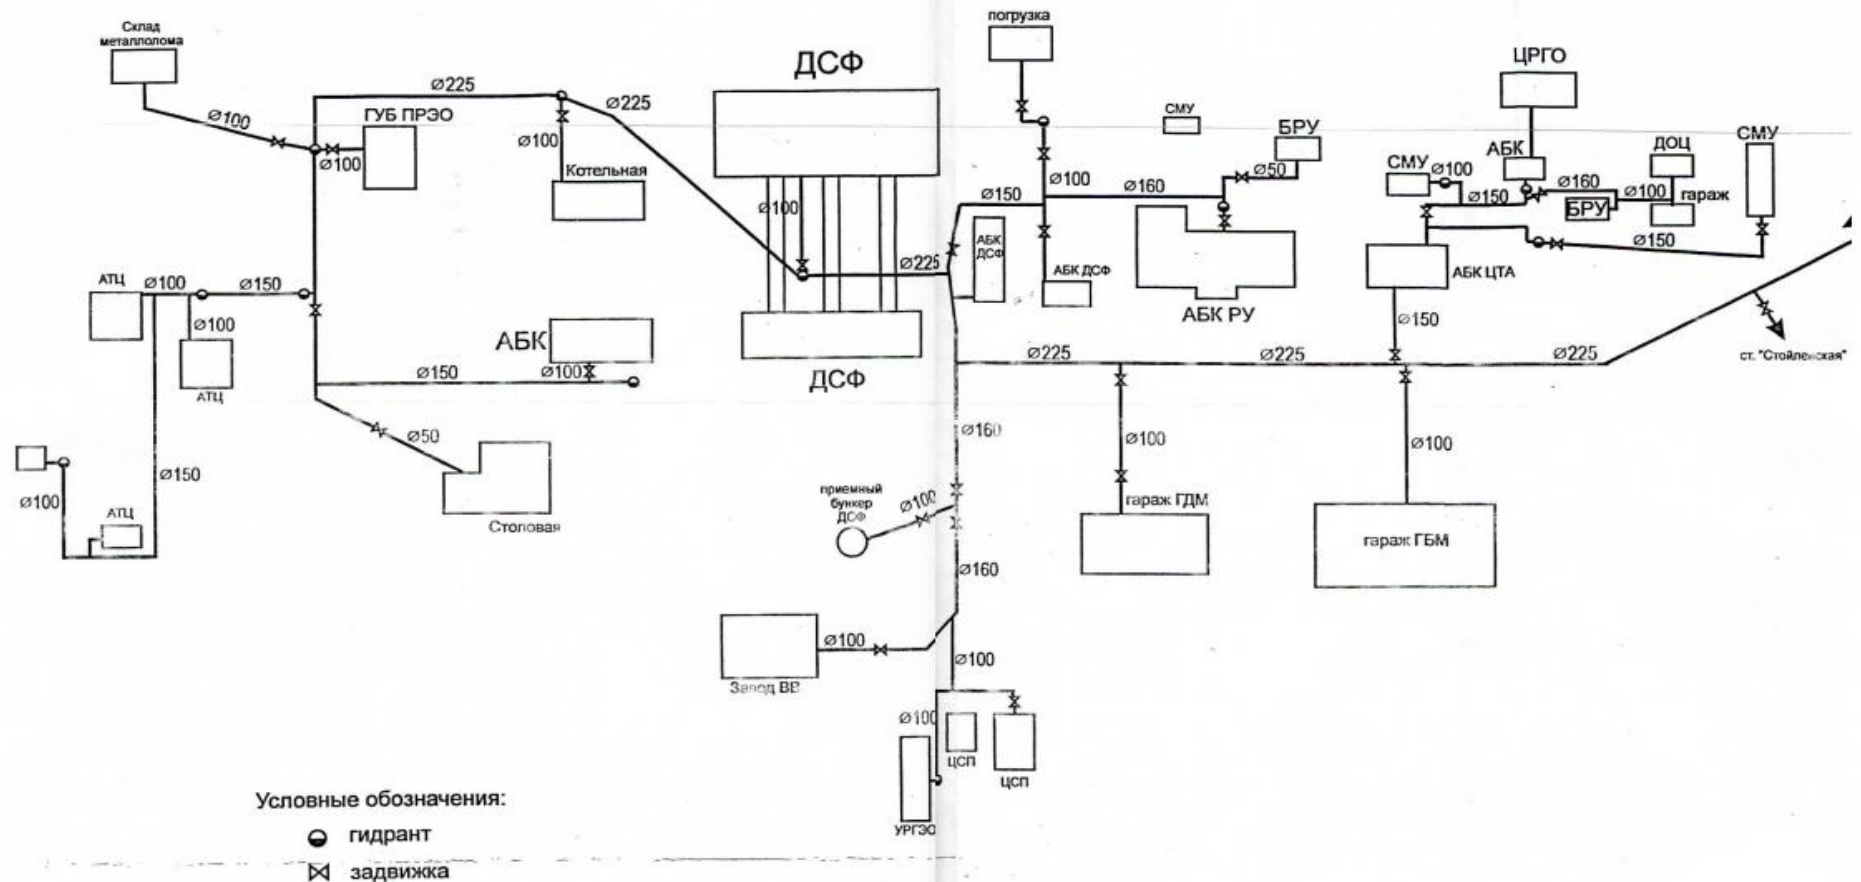 Склад
металлолома
Ø100
Ø225
ГУБ ПРЭО
Ø100
Ø225
Ø100
Котельная
ДСФ
Ø100
Ø225
ДСФ
погрузка
Ø150
Ø100
Ø160
СМУ
БРУ
Ø50
АБК
ДСФ
АБК ДСФ
АБК РУ
ЦРГО
АБК
СМУ
Ø100
Ø150
Ø160
БРУ
ДОЦ
Ø100
гараж
СМУ
Ø150
АБК ЦТА
Ø150
ст. "Стойленская"
АТЦ
Ø100
Ø150
Ø100
АТЦ
АБК
Ø150
Ø100
Ø50
Столовая
Ø150
Ø100
АТЦ
Ø225
Ø225
Ø225
Ø160
Ø100
гараж ГДМ
Ø100
гараж ГБМ
приемный
бункер
ДСФ
Ø100
Ø160
Завод ВВ
Ø100
Ø100
Ø100
ЦСП
ЦСП
УРГЭО
Условные обозначения:
гидрант
задвижка